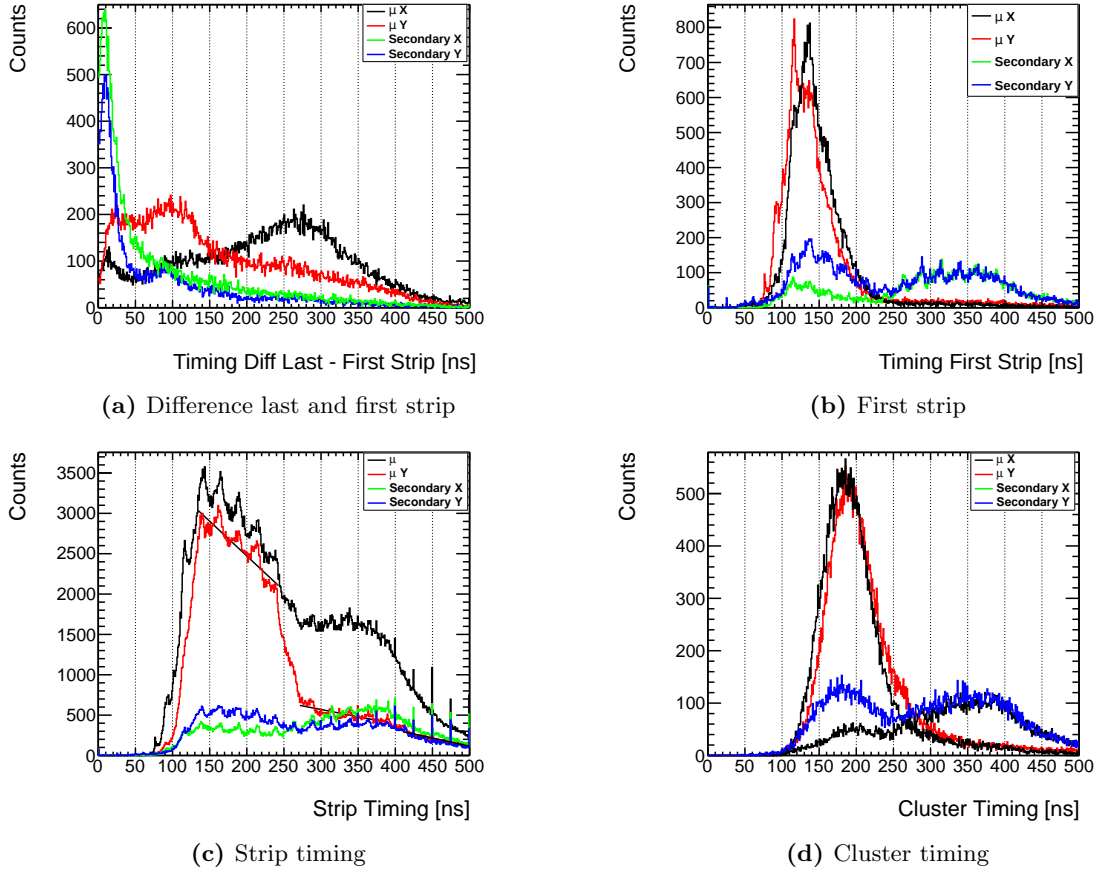 Counts
600
500
400
300
200
100
0
0 50 100 150 200 250 300 350 400 450 500
μ X
μ Y
Secondary X
Secondary Y
Timing Diff Last - First Strip [ns]
(a) Difference last and first strip
Counts
800
700
600
500
400
300
200
100
0
0 50 100 150 200 250 300 350 400 450 500
μ X
μ Y
Secondary X
Secondary Y
Timing First Strip [ns]
(b) First strip
Counts
3500
3000
2500
2000
1500
1000
500
0
0 50 100 150 200 250 300 350 400 450 500
μ
μ Y
Secondary X
Secondary Y
Strip Timing [ns]
(c) Strip timing
Counts
500
400
300
200
100
0
0 50 100 150 200 250 300 350 400 450 500
μ X
μ Y
Secondary X
Secondary Y
Cluster Timing [ns]
(d) Cluster timing